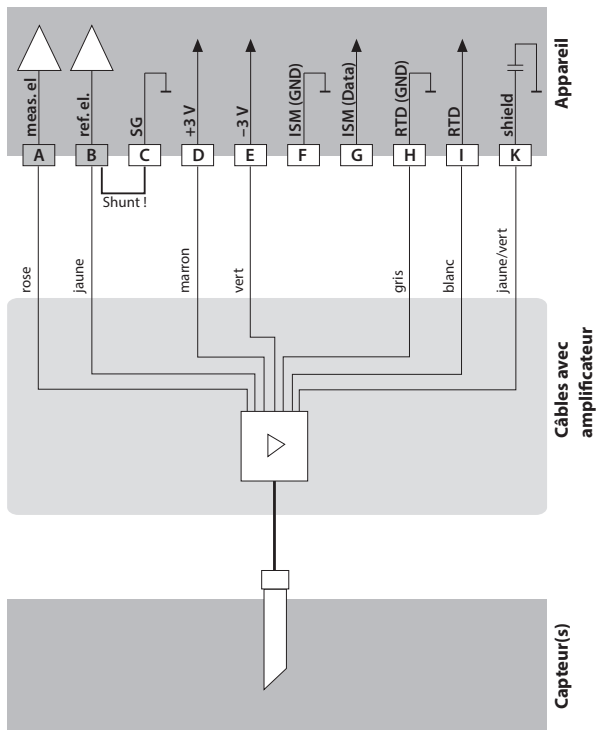 Appareil
meas. el
ref. el.
SG
+3 V
–3 V
ISM (GND)
ISM (Data)
RTD (GND)
RTD
shield
A
B
C
D
E
F
G
H
I
K
Shunt !
rose
jaune
marron
vert
gris
blanc
jaune/vert
Câbles avec
amplificateur
Capteur(s)